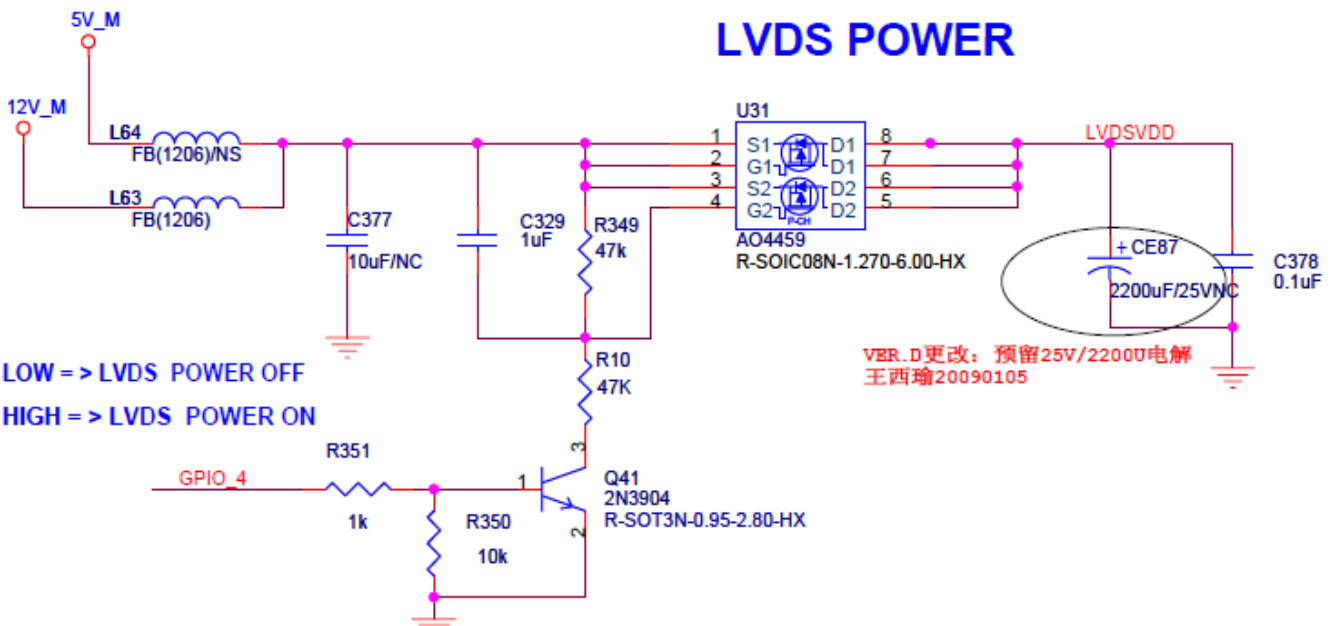 5V_M
LVDS POWER
12V_M
L64
FB(1206)/NS
L63
FB(1206)
C377
10uF/NC
C329
1uF
R349
47k
U31
1
2
3
4
S1
G1
S2
G2
D1
D1
D2
D2
P-CH
8
7
6
5
AO4459
R-SOIC08N-1.270-6.00-HX
LVDSVDD
+ CE87
2200uF/25VNC
C378
0.1uF
VER.D更改: 预留25V/2200U电解
王西瑜20090105
LOW = > LVDS POWER OFF
HIGH = > LVDS POWER ON
R10
47K
GPIO_4
R351
1k
R350
10k
1
3
2
Q41
2N3904
R-SOT3N-0.95-2.80-HX